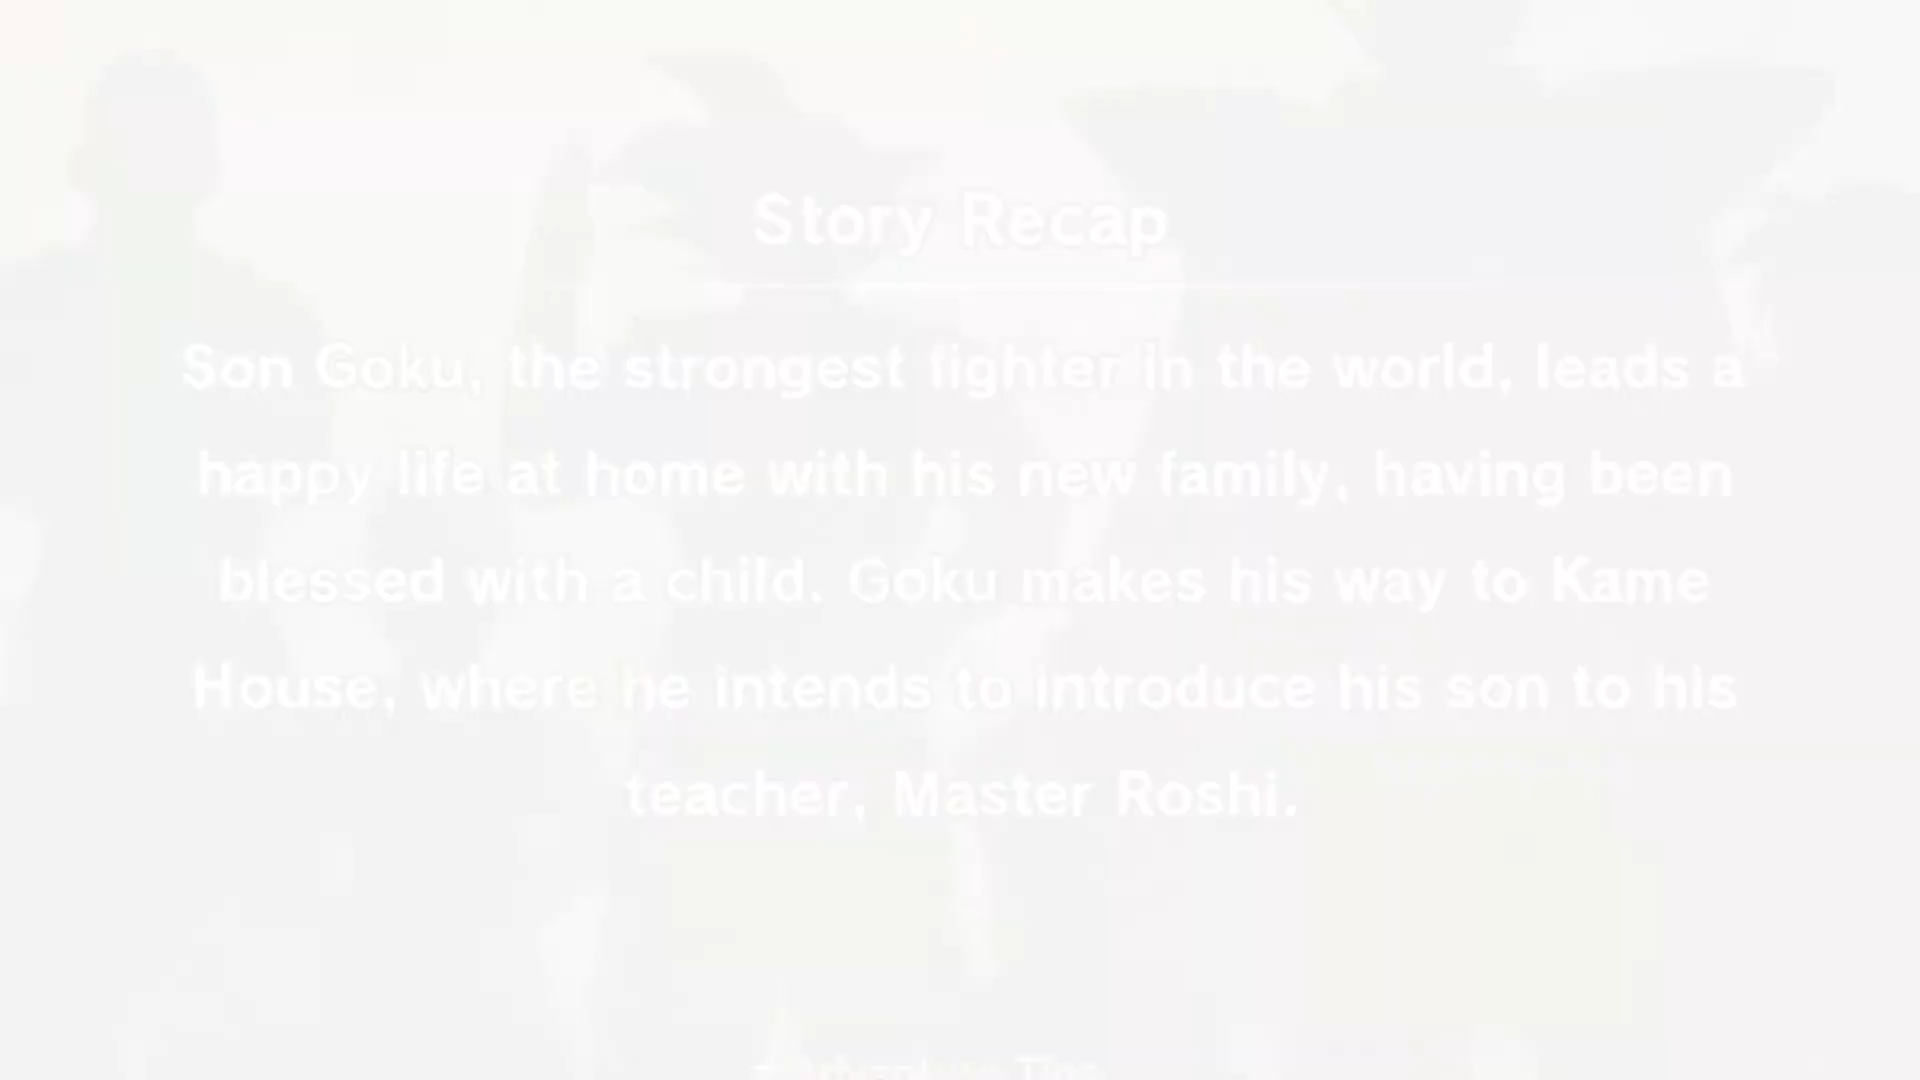 Story Recap
Son Goku, the strongest fighter in the world, leads a
happy life at home with his new family, having been
blessed with a child. Goku makes his way to Kame
House, where he intends to introduce his son to his
teacher, Master Roshi.